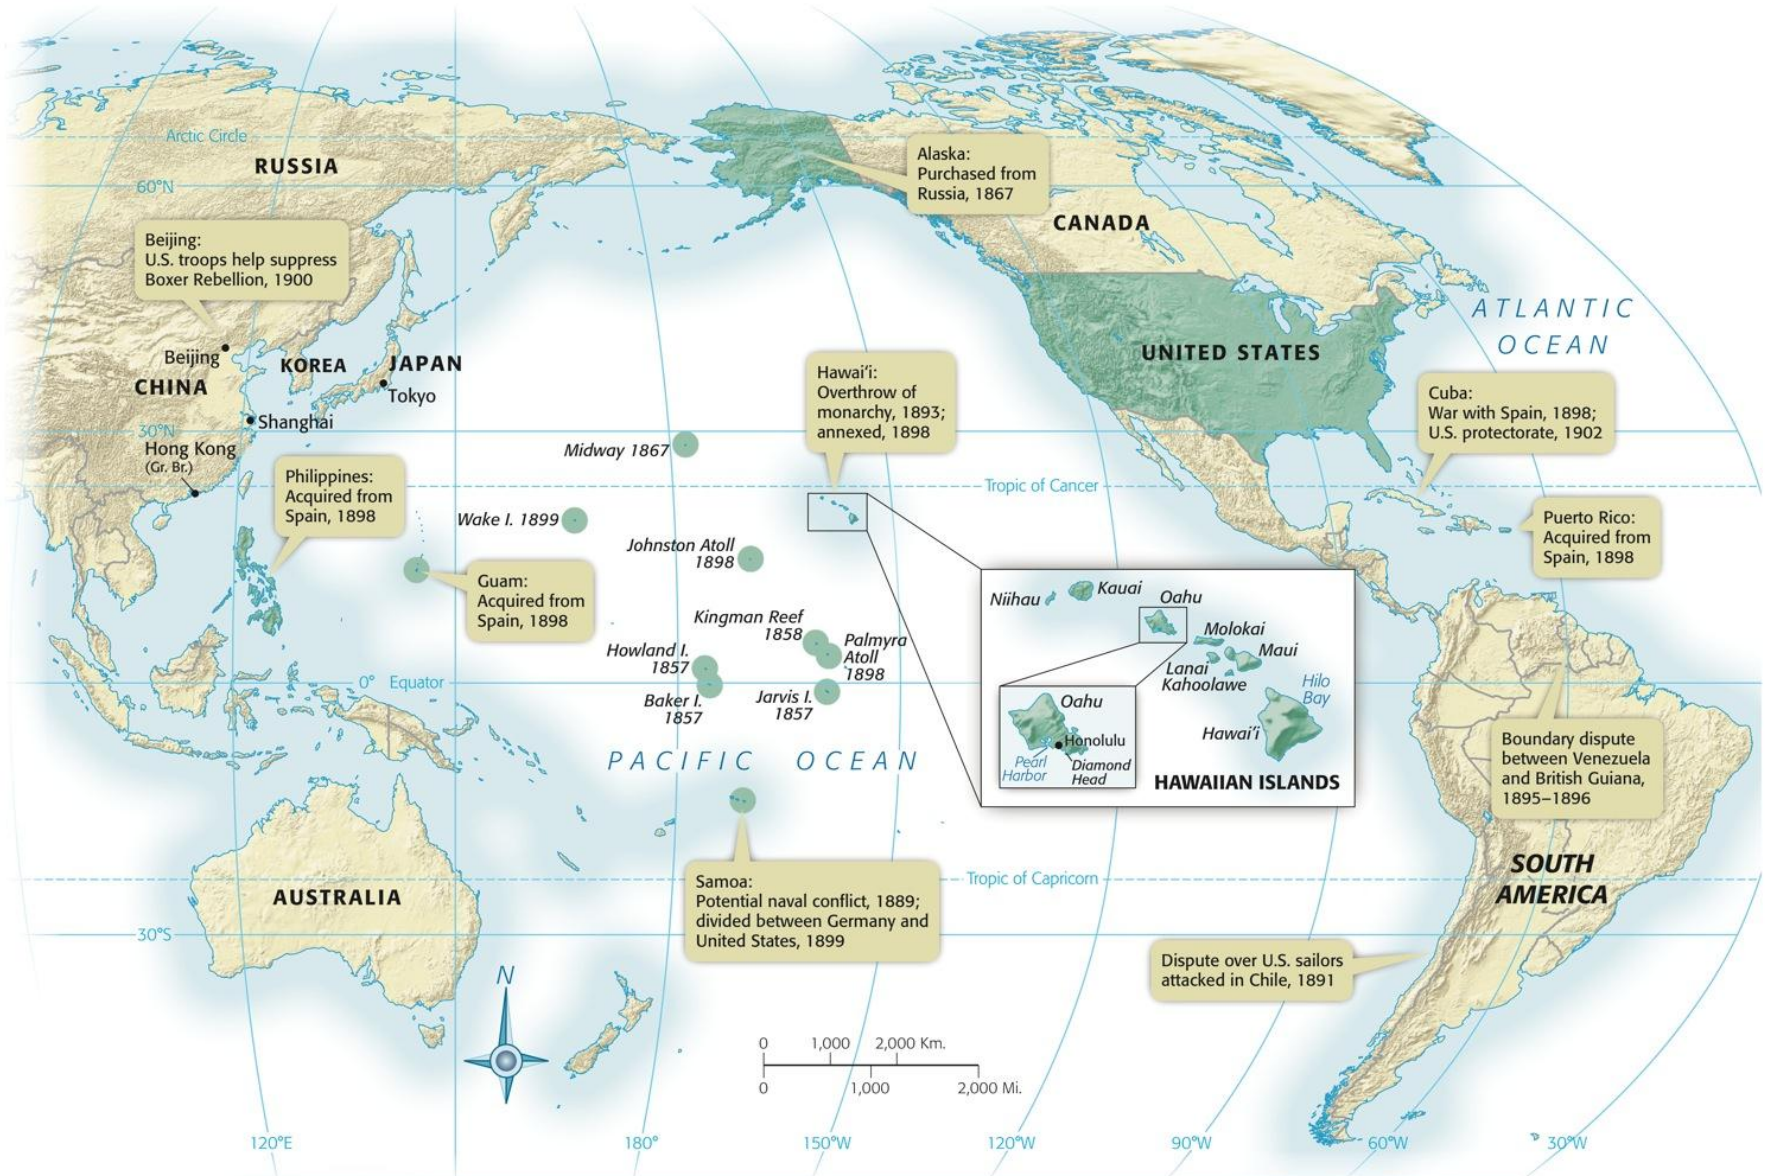 Arctic Circle
RUSSIA
60°N
Alaska:
Purchased from
Russia, 1867
CANADA
Beijing:
U.S. troops help suppress
Boxer Rebellion, 1900
ATLANTIC
OCEAN
Beijing
KOREA
JAPAN
CHINA
Tokyo
Shanghai
30°N
Hong Kong
(Gr. Br.)
UNITED STATES
Hawai‘i:
Overthrow of
monarchy, 1893;
annexed, 1898
Cuba:
War with Spain, 1898;
U.S. protectorate, 1902
Midway 1867
Philippines:
Acquired from
Spain, 1898
Tropic of Cancer
Wake I. 1899
Puerto Rico:
Acquired from
Spain, 1898
Johnston Atoll
1898
Guam:
Acquired from
Spain, 1898
Kingman Reef
1858
Palmyra
Atoll
1898
Howland I.
1857
0° Equator
Baker I.
1857
Jarvis I.
1857
Niihau
Kauai
Oahu
Molokai
Maui
Lanai
Kahoolawe
Hilo
Bay
Hawai‘i
Oahu
Honolulu
Pearl
Harbor
Diamond
Head
HAWAIIAN ISLANDS
PACIFIC OCEAN
Boundary dispute
between Venezuela
and British Guiana,
1895–1896
SOUTH
AMERICA
AUSTRALIA
Samoa:
Potential naval conflict, 1889;
divided between Germany and
United States, 1899
Tropic of Capricorn
30°S
Dispute over U.S. sailors
attacked in Chile, 1891
N
0 1,000 2,000 Km.
0 1,000 2,000 Mi.
120°E
180°
150°W
120°W
90°W
60°W
30°W